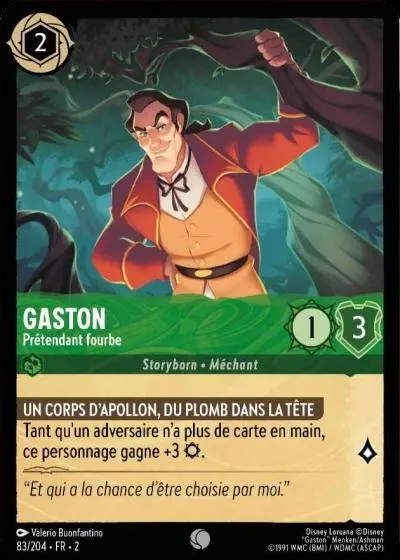 2
GASTON
Prétendant fourbe
1
3
Storyborn • Méchant
UN CORPS D'APOLLON, DU PLOMB DANS LA TÊTE
Tant qu'un adversaire n'a plus de carte en main,
ce personnage gagne +3 ¤.
"Et qui a la chance d'être choisie par moi."
Valerio Buonfantino
83/204 • FR • 2
Disney Lorcana ©Disney
"Gaston" Menken/Ashman
©1991 WMC (BMI) / WDMC (ASCAP)